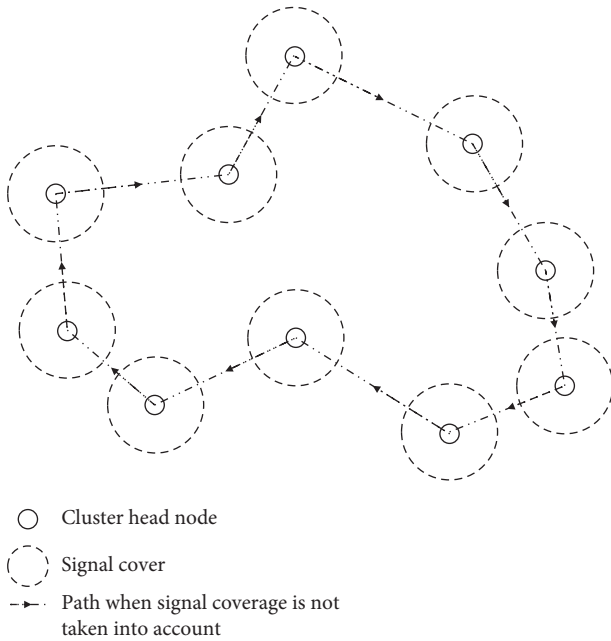 Cluster head node
Signal cover
Path when signal coverage is not
taken into account